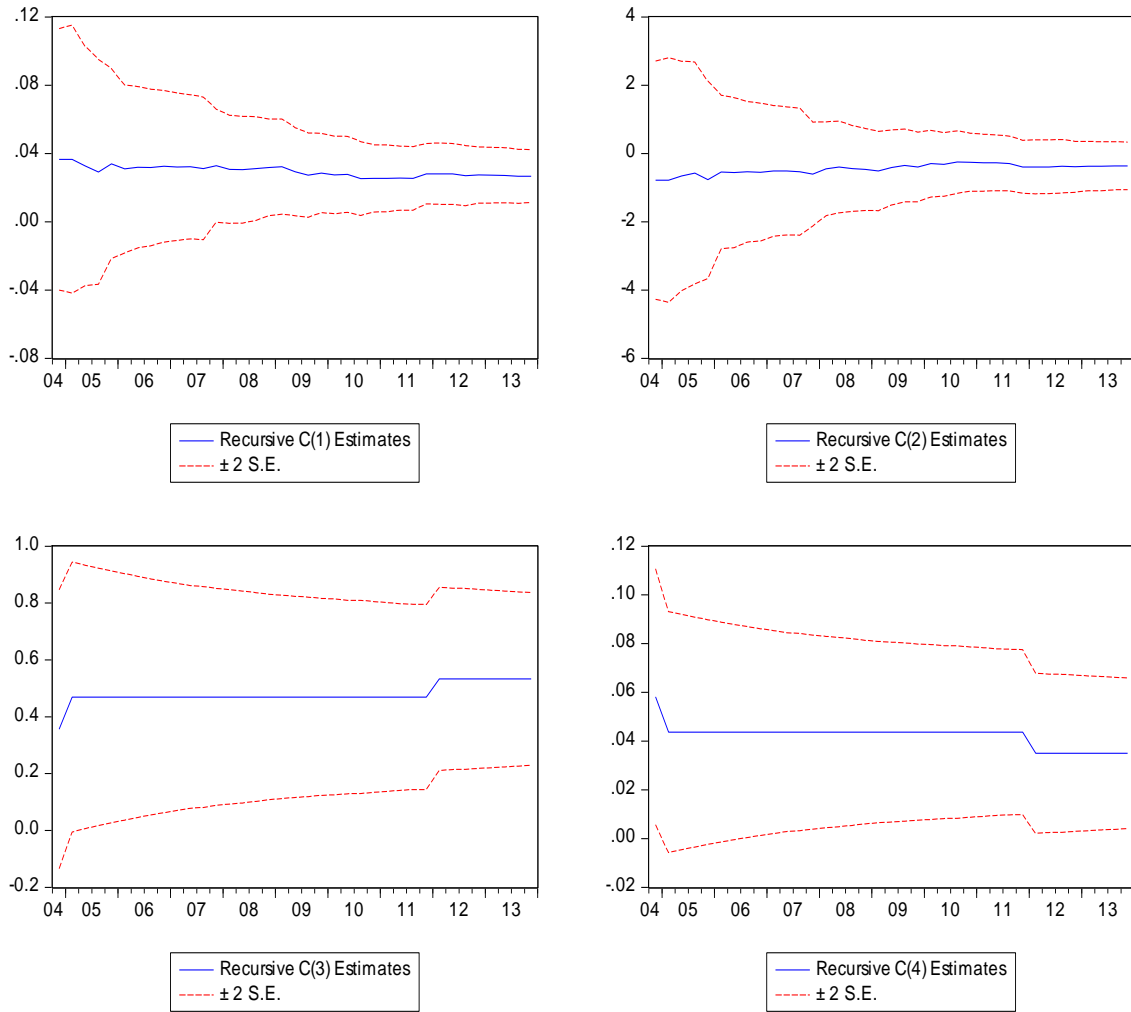 .12
.08
.04
.00
-.04
-.08
04 05 06 07 08 09 10 11 12 13
Recursive C(1) Estimates
± 2 S.E.
4
2
0
-2
-4
-6
04 05 06 07 08 09 10 11 12 13
Recursive C(2) Estimates
± 2 S.E.
1.0
0.8
0.6
0.4
0.2
0.0
-0.2
04 05 06 07 08 09 10 11 12 13
Recursive C(3) Estimates
± 2 S.E.
.12
.10
.08
.06
.04
.02
.00
-.02
04 05 06 07 08 09 10 11 12 13
Recursive C(4) Estimates
± 2 S.E.